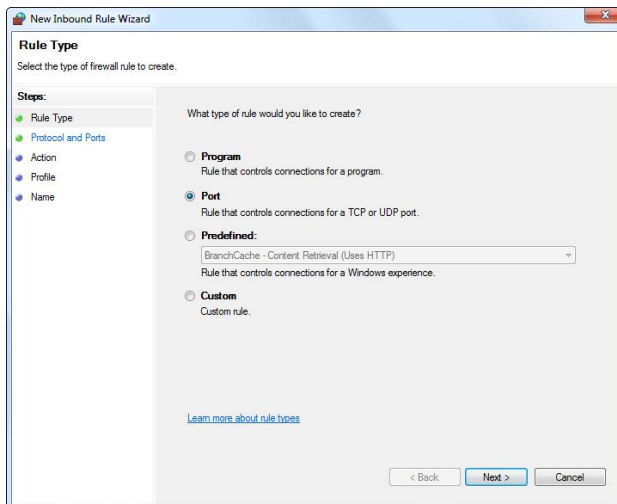 New Inbound Rule Wizard
Rule Type
Select the type of firewall rule to create.
Steps:
Rule Type
Protocol and Ports
Action
Profile
Name
What type of rule would you like to create?
Program
Rule that controls connections for a program.
Port
Rule that controls connections for a TCP or UDP port.
Predefined:
BranchCache - Content Retrieval (Uses HTTP)
Rule that controls connections for a Windows experience.
Custom
Custom rule.
Learn more about rule types
< Back
Next >
Cancel